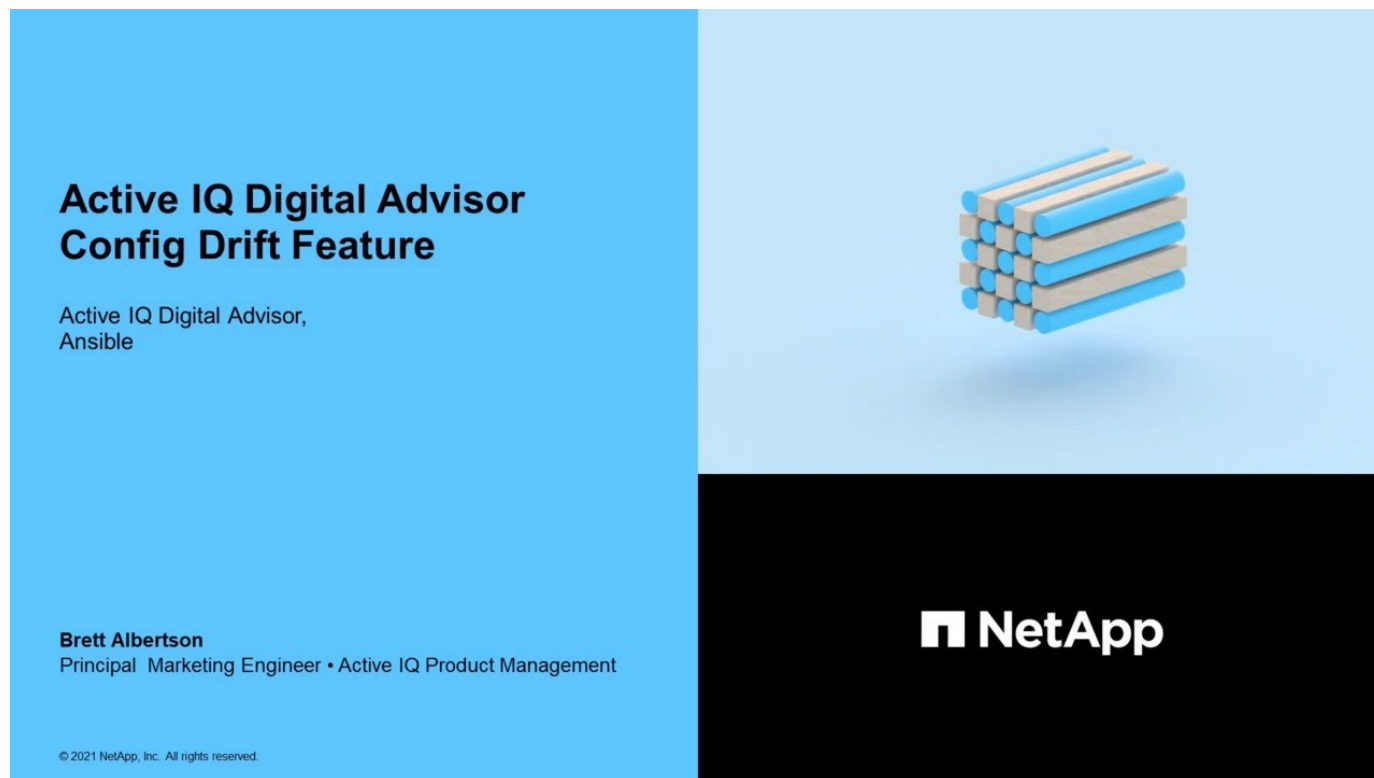 Active IQ Digital Advisor
Config Drift Feature
Active IQ Digital Advisor,
Ansible
Brett Albertson
Principal Marketing Engineer • Active IQ Product Management
© 2021 NetApp, Inc. All rights reserved.
NetApp